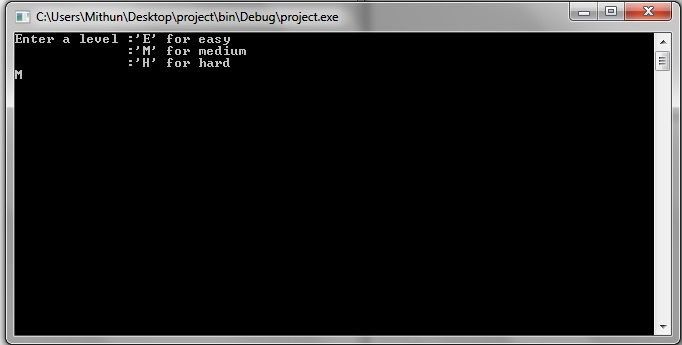 C:\Users\Mithun\Desktop\project\bin\Debug\project.exe
Enter a level :'E' for easy
:'M' for medium
:'H' for hard
M